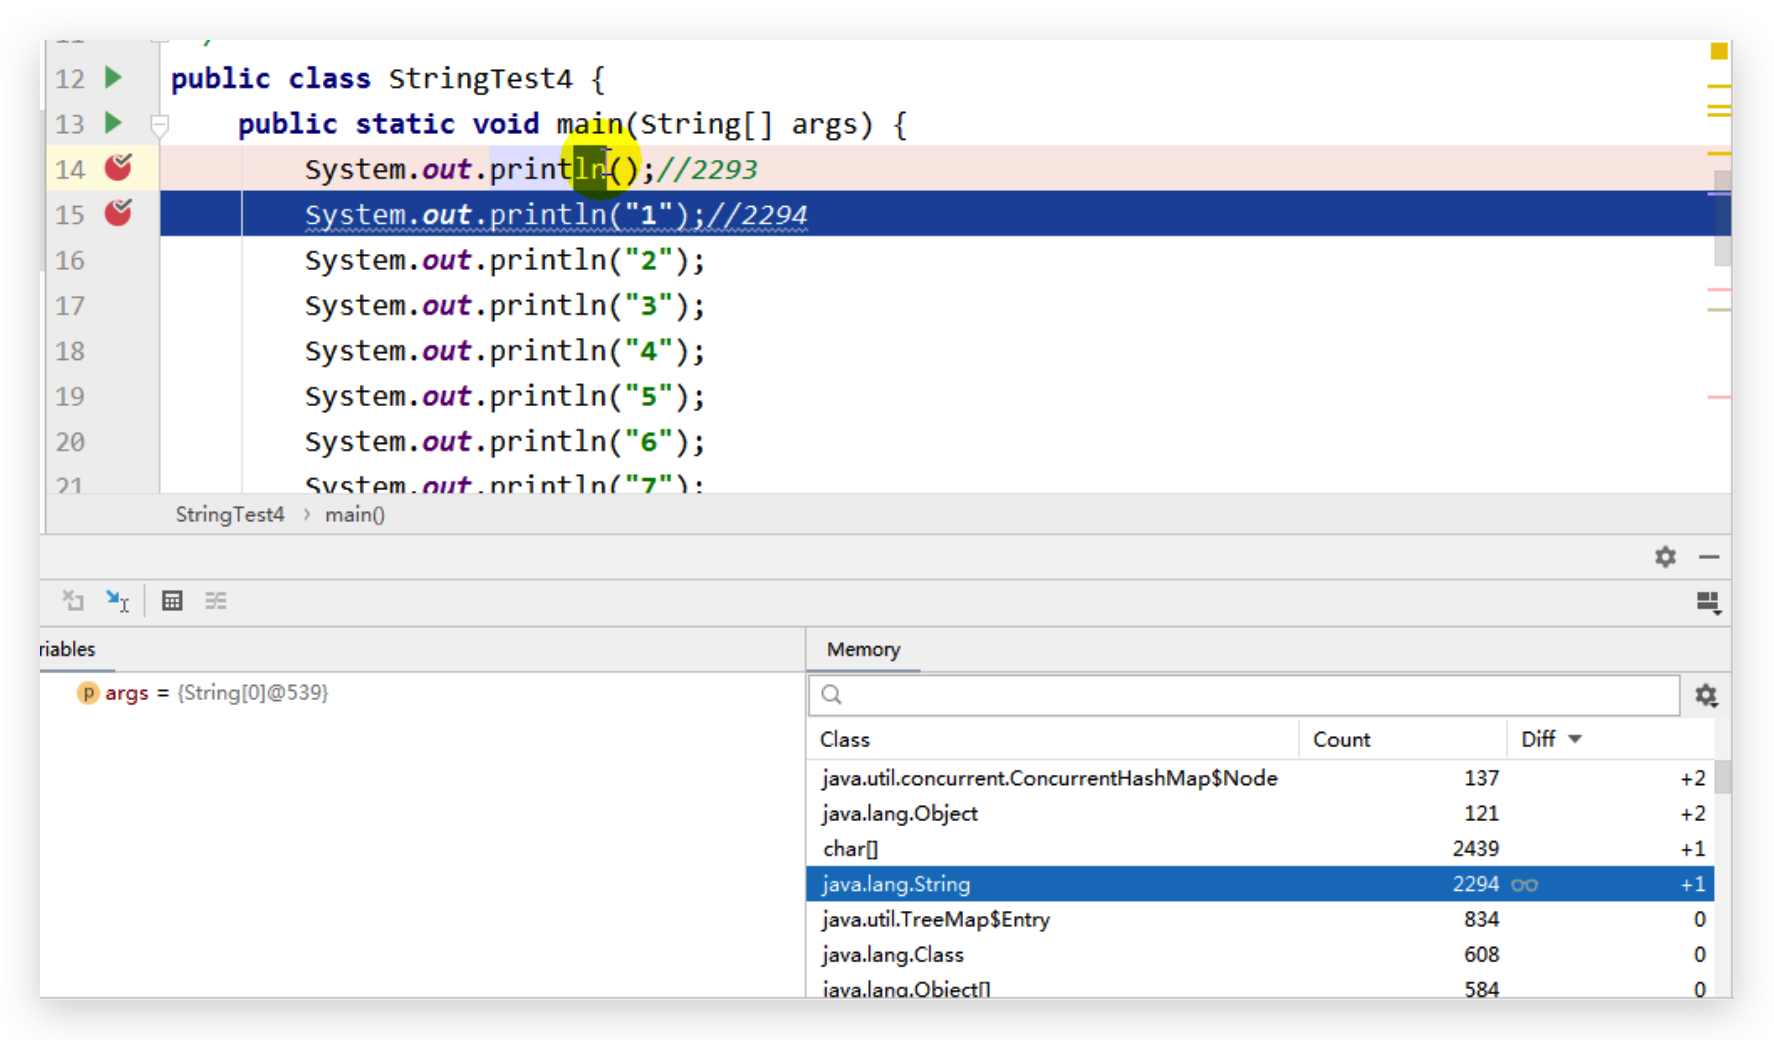 12 public class StringTest4 {
13 public static void main(String[] args) {
14 System.out.println();//2293
15 System.out.println("1");//2294
16 System.out.println("2");
17 System.out.println("3");
18 System.out.println("4");
19 System.out.println("5");
20 System.out.println("6");
21 System.out.println("7");
StringTest4 › main()
riables
p args = {String[0]@539}
Memory
Class Count Diff
java.util.concurrent.ConcurrentHashMap$Node 137 +2
java.lang.Object 121 +2
char[] 2439 +1
java.lang.String 2294 +1
java.util.TreeMap$Entry 834 0
java.lang.Class 608 0
java.lang.Object[] 584 0